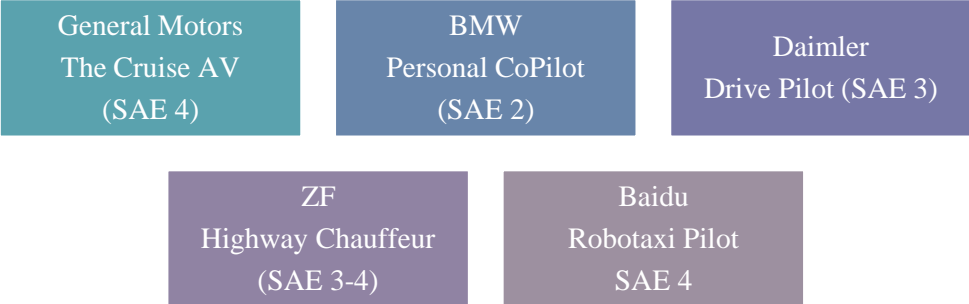 General Motors
The Cruise AV
(SAE 4)
BMW
Personal CoPilot
(SAE 2)
Daimler
Drive Pilot (SAE 3)
ZF
Highway Chauffeur
(SAE 3-4)
Baidu
Robotaxi Pilot
SAE 4